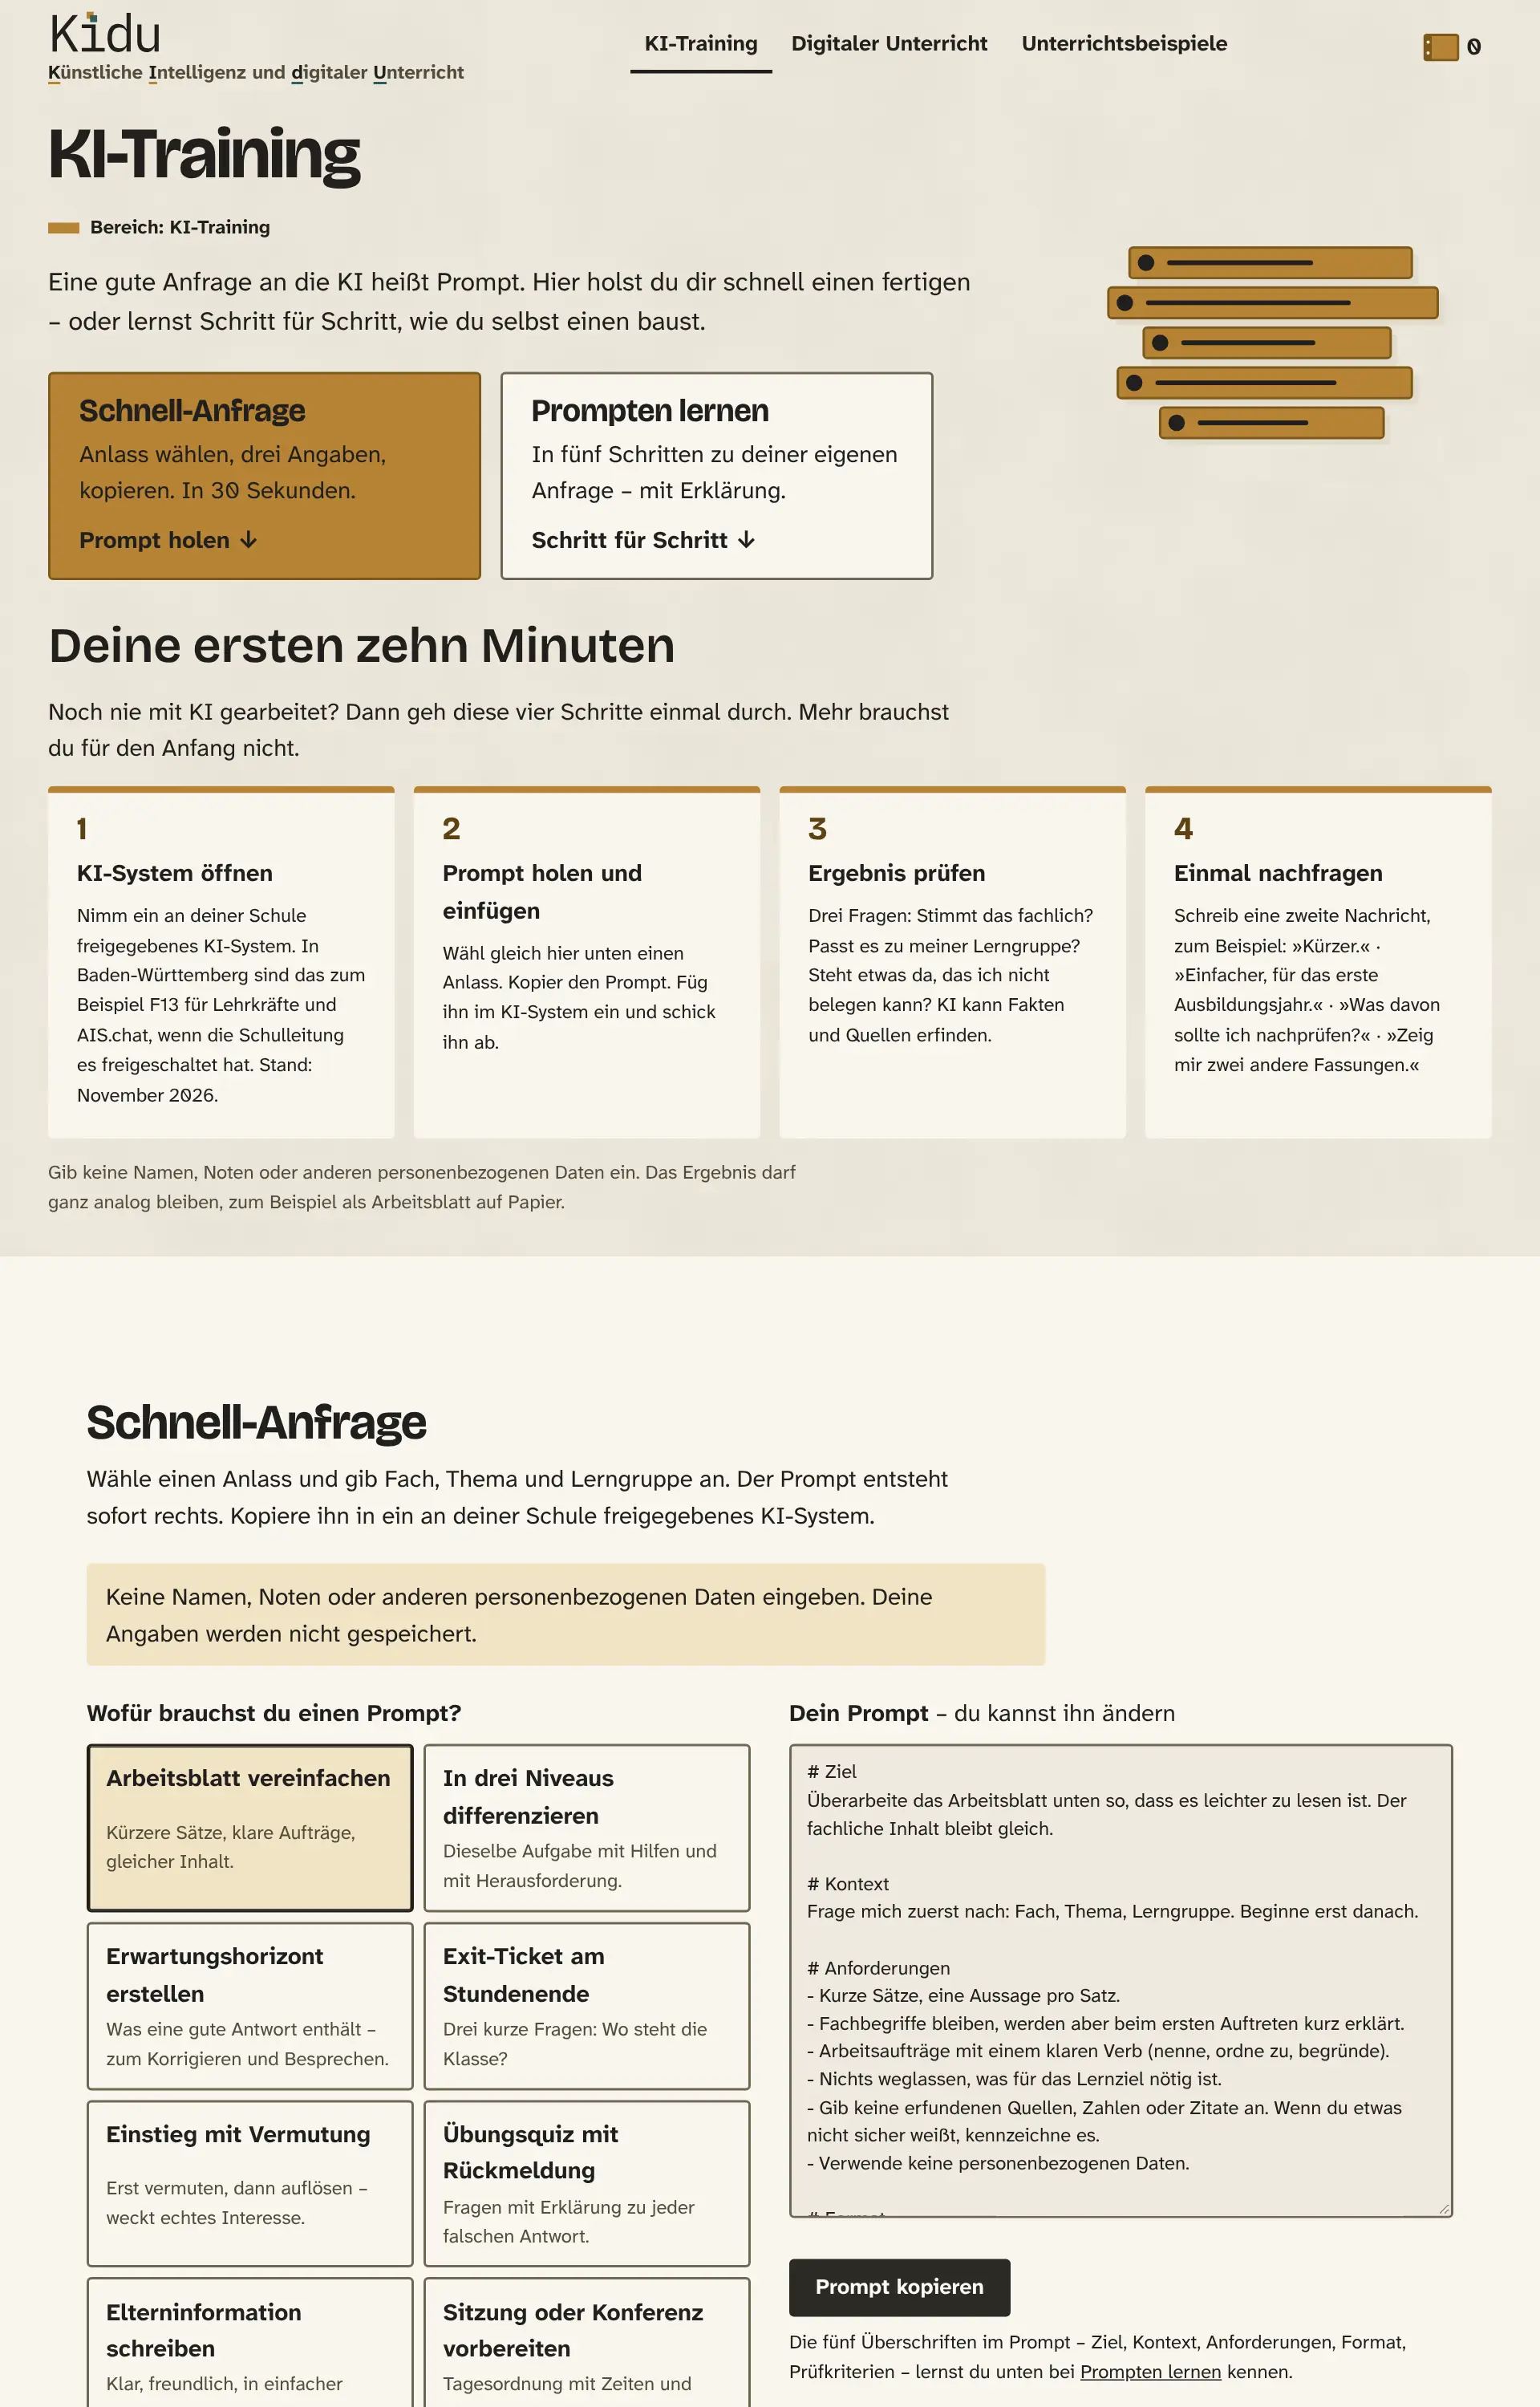 Kidu
Künstliche Intelligenz und digitaler Unterricht
KI-Training
Digitaler Unterricht
Unterrichtsbeispiele
0
KI-Training
Bereich: KI-Training
Eine gute Anfrage an die KI heißt Prompt. Hier holst du dir schnell einen fertigen
– oder lernst Schritt für Schritt, wie du selbst einen baust.
Schnell-Anfrage
Anlass wählen, drei Angaben,
kopieren. In 30 Sekunden.
Prompt holen ↓
Prompten lernen
In fünf Schritten zu deiner eigenen
Anfrage – mit Erklärung.
Schritt für Schritt ↓
Deine ersten zehn Minuten
Noch nie mit KI gearbeitet? Dann geh diese vier Schritte einmal durch. Mehr brauchst
du für den Anfang nicht.
1
KI-System öffnen
Nimm ein an deiner Schule
freigegebenes KI-System. In
Baden-Württemberg sind das zum
Beispiel F13 für Lehrkräfte und
AIS.chat, wenn die Schulleitung
es freigeschaltet hat. Stand:
November 2026.
2
Prompt holen und
einfügen
Wähl gleich hier unten einen
Anlass. Kopier den Prompt. Füg
ihn im KI-System ein und schick
ihn ab.
3
Ergebnis prüfen
Drei Fragen: Stimmt das fachlich?
Passt es zu meiner Lerngruppe?
Steht etwas da, das ich nicht
belegen kann? KI kann Fakten
und Quellen erfinden.
4
Einmal nachfragen
Schreib eine zweite Nachricht,
zum Beispiel: »Kürzer.« ·
»Einfacher, für das erste
Ausbildungsjahr.« · »Was davon
sollte ich nachprüfen?« · »Zeig
mir zwei andere Fassungen.«
Gib keine Namen, Noten oder anderen personenbezogenen Daten ein. Das Ergebnis darf
ganz analog bleiben, zum Beispiel als Arbeitsblatt auf Papier.
Schnell-Anfrage
Wähle einen Anlass und gib Fach, Thema und Lerngruppe an. Der Prompt entsteht
sofort rechts. Kopiere ihn in ein an deiner Schule freigegebenes KI-System.
Keine Namen, Noten oder anderen personenbezogenen Daten eingeben. Deine
Angaben werden nicht gespeichert.
Wofür brauchst du einen Prompt?
Arbeitsblatt vereinfachen
Kürzere Sätze, klare Aufträge,
gleicher Inhalt.
In drei Niveaus
differenzieren
Dieselbe Aufgabe mit Hilfen und
mit Herausforderung.
Erwartungshorizont
erstellen
Was eine gute Antwort enthält –
zum Korrigieren und Besprechen.
Exit-Ticket am
Stundenende
Drei kurze Fragen: Wo steht die
Klasse?
Einstieg mit Vermutung
Erst vermuten, dann auflösen –
weckt echtes Interesse.
Übungsquiz mit
Rückmeldung
Fragen mit Erklärung zu jeder
falschen Antwort.
Elterninformation
schreiben
Klar, freundlich, in einfacher
Sitzung oder Konferenz
vorbereiten
Tagesordnung mit Zeiten und
Dein Prompt – du kannst ihn ändern
# Ziel
Überarbeite das Arbeitsblatt unten so, dass es leichter zu lesen ist. Der
fachliche Inhalt bleibt gleich.
# Kontext
Frage mich zuerst nach: Fach, Thema, Lerngruppe. Beginne erst danach.
# Anforderungen
- Kurze Sätze, eine Aussage pro Satz.
- Fachbegriffe bleiben, werden aber beim ersten Auftreten kurz erklärt.
- Arbeitsaufträge mit einem klaren Verb (nenne, ordne zu, begründe).
- Nichts weglassen, was für das Lernziel nötig ist.
- Gib keine erfundenen Quellen, Zahlen oder Zitate an. Wenn du etwas
nicht sicher weißt, kennzeichne es.
- Verwende keine personenbezogenen Daten.
Prompt kopieren
Die fünf Überschriften im Prompt – Ziel, Kontext, Anforderungen, Format,
Prüfkriterien – lernst du unten bei Prompten lernen kennen.